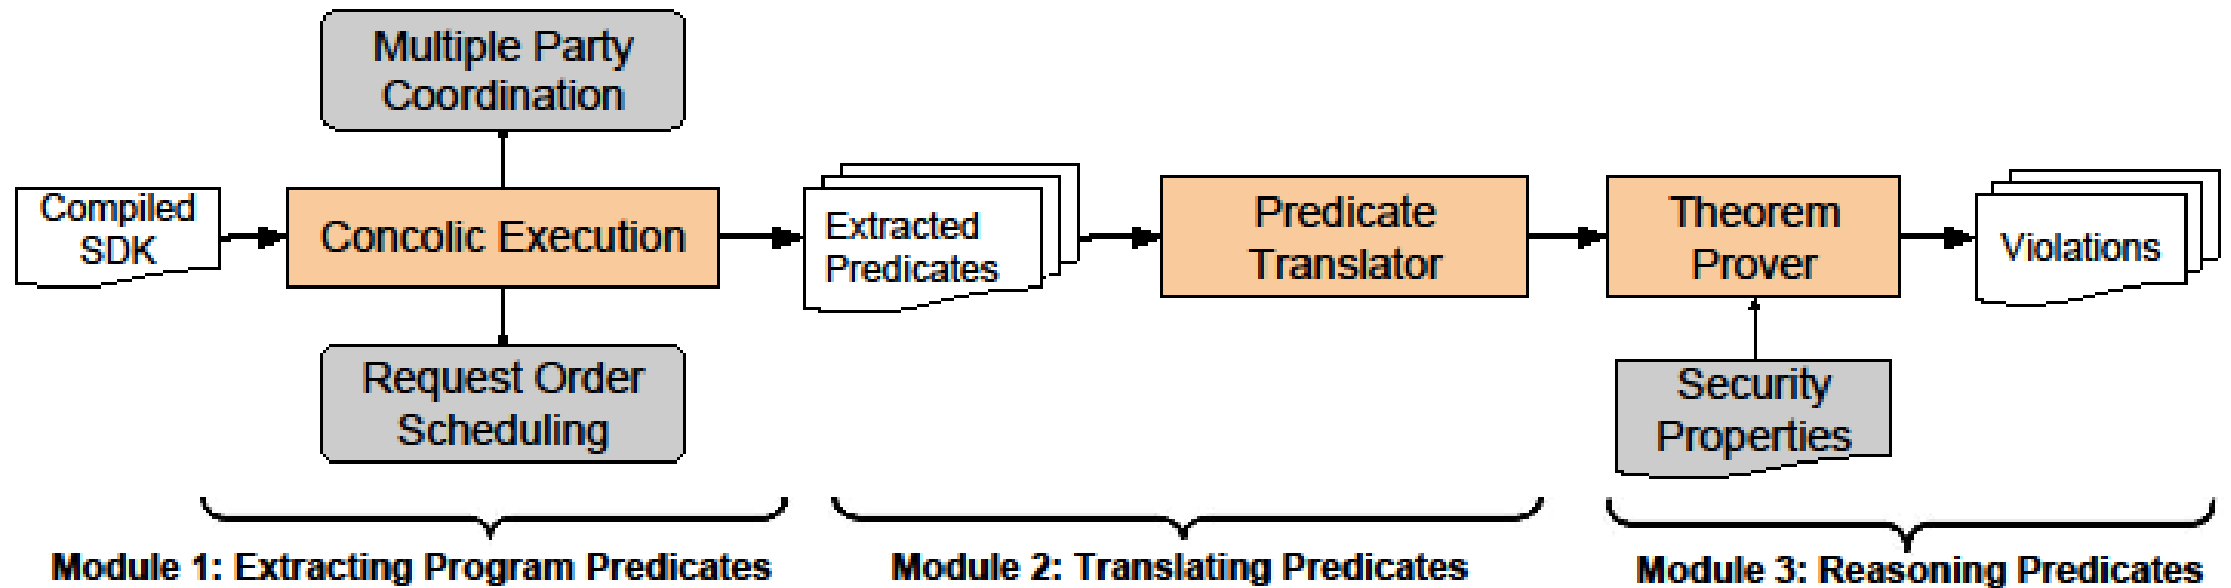 Multiple Party
Coordination
Compiled
SDK
Concolic Execution
Extracted
Predicates
Predicate
Translator
Theorem
Prover
Violations
Request Order
Scheduling
Security
Properties
Module 1: Extracting Program Predicates
Module 2: Translating Predicates
Module 3: Reasoning Predicates